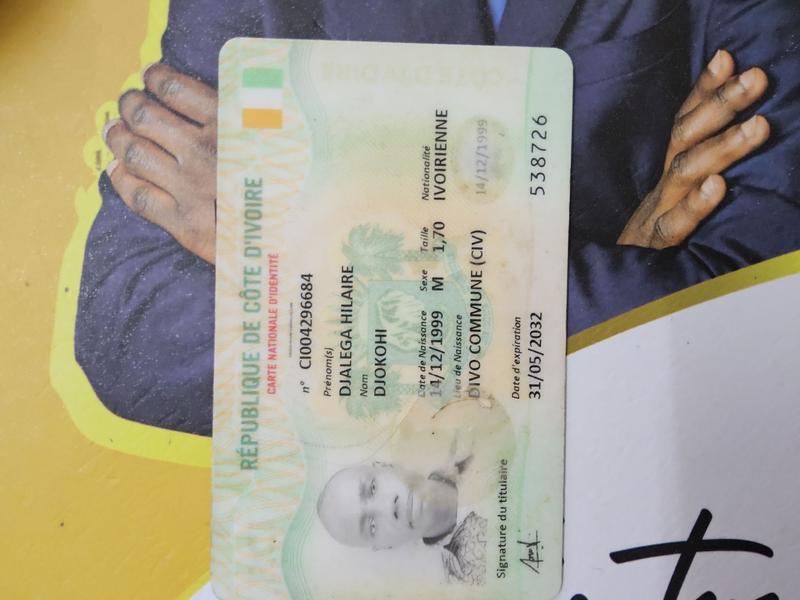 RÉPUBLIQUE DE CÔTE D'IVOIRE
CARTE NATIONALE D'IDENTITÉ
n° CI004296684
Prénom(s)
DJALEGA HILAIRE
Nom
DJOKOHI
Date de Naissance Sexe Taille Nationalité
14/12/1999 M 1,70 IVOIRIENNE
Lieu de Naissance
DIVO COMMUNE (CIV)
14/12/1999
Date d'expiration
31/05/2032
538726
Signature du titulaire